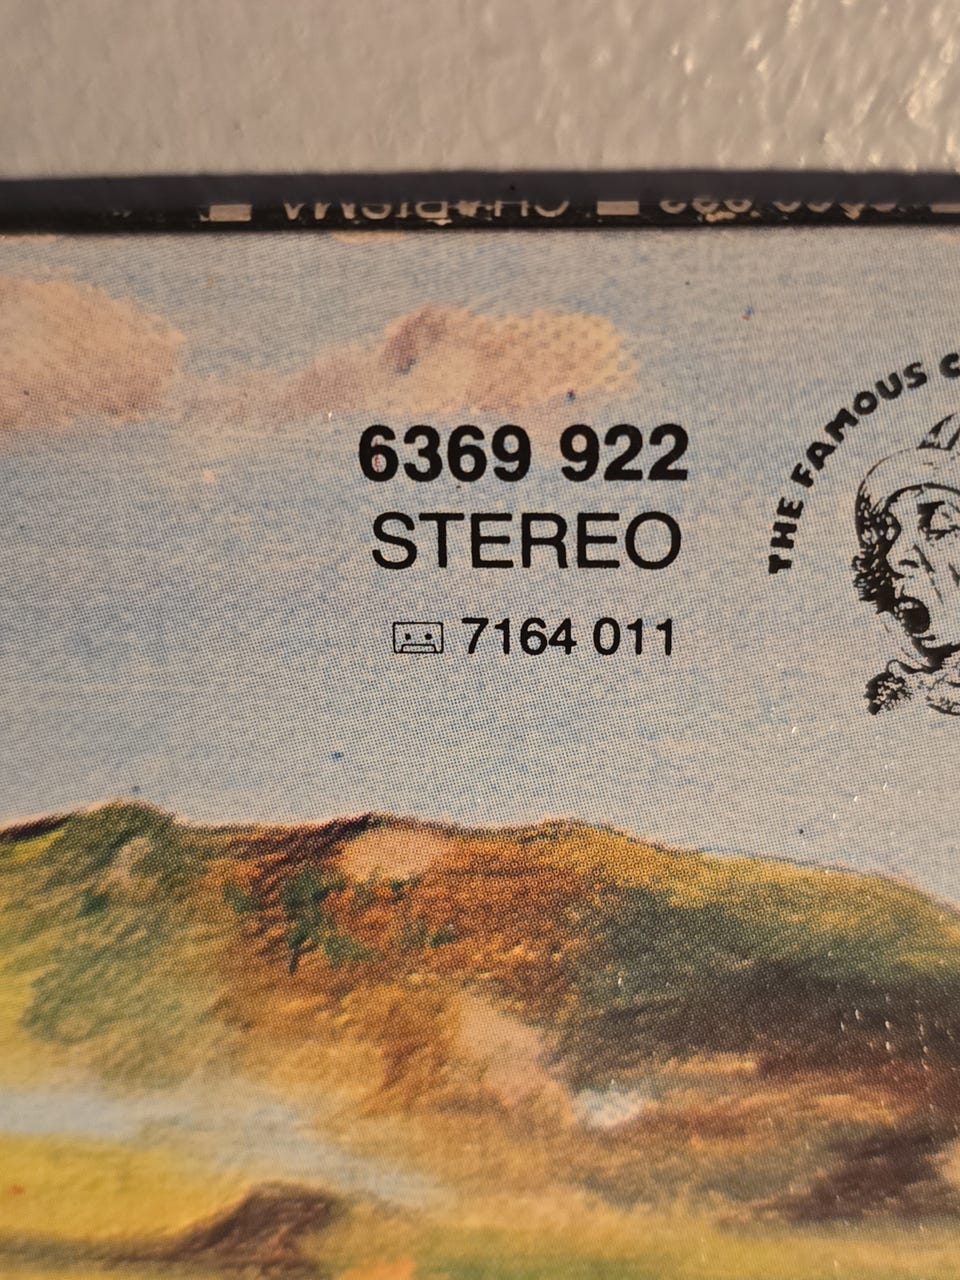 6369 922
STEREO
7164 011
THE FAMOUS C